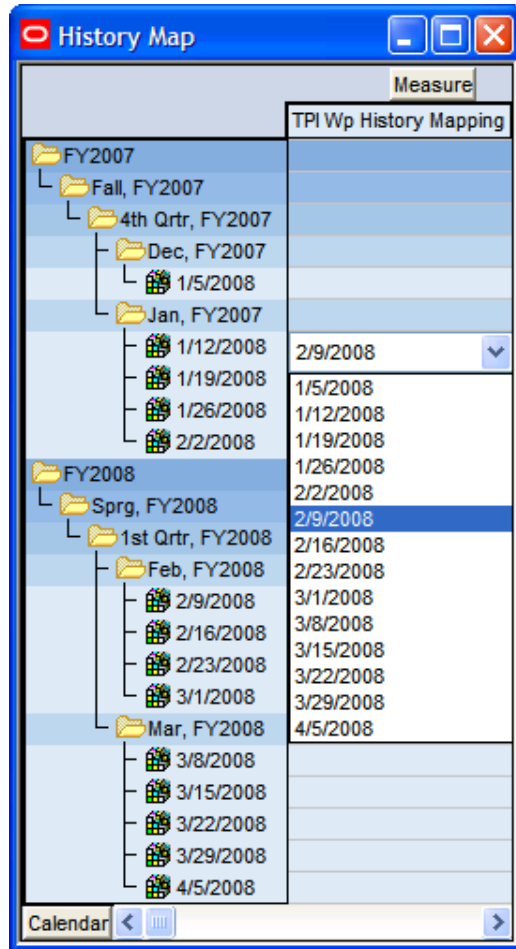 History Map
Measure
TPI Wp History Mapping
FY2007
Fall, FY2007
4th Qrtr, FY2007
Dec, FY2007
1/5/2008
Jan, FY2007
1/12/2008
1/19/2008
1/26/2008
2/2/2008
FY2008
Sprg, FY2008
1st Qrtr, FY2008
Feb, FY2008
2/9/2008
2/16/2008
2/23/2008
3/1/2008
Mar, FY2008
3/8/2008
3/15/2008
3/22/2008
3/29/2008
4/5/2008
2/9/2008
1/5/2008
1/12/2008
1/19/2008
1/26/2008
2/2/2008
2/9/2008
2/16/2008
2/23/2008
3/1/2008
3/8/2008
3/15/2008
3/22/2008
3/29/2008
4/5/2008
Calendar